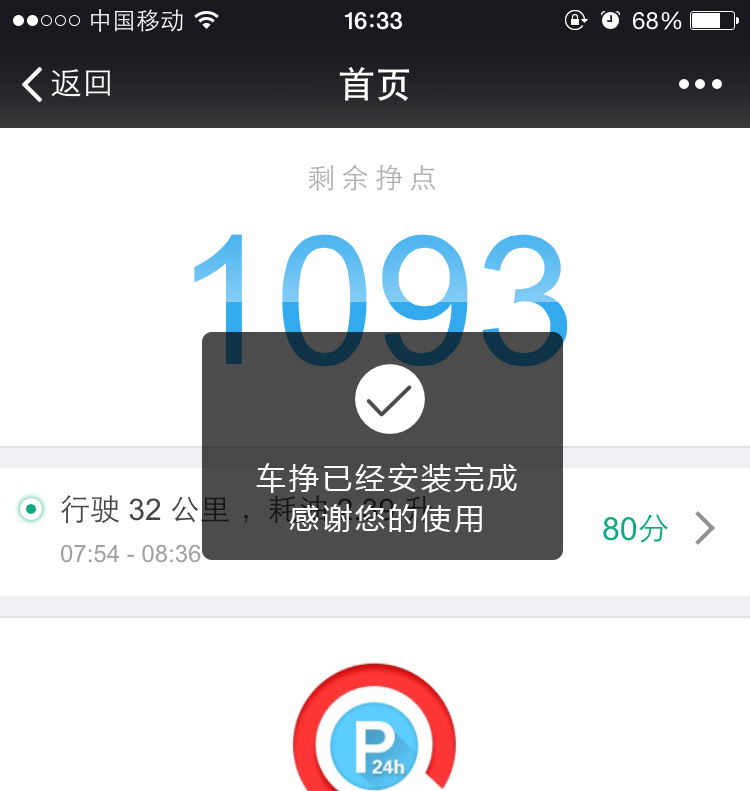 中国移动 16:33 68%
返回 首页
剩余挣点
1093
车挣已经安装完成
感谢您的使用
行驶 32 公里，耗油 2.39 升
07:54 - 08:36
80分
P
24h